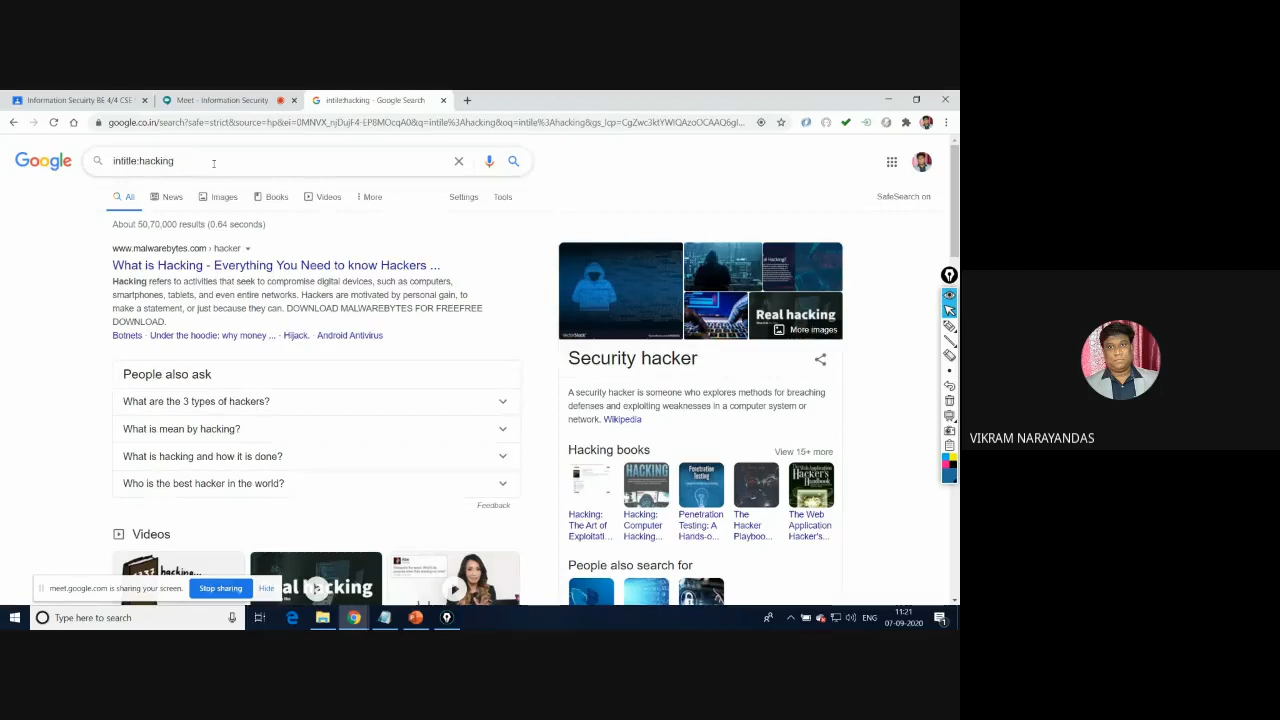 Information Secuirty BE 4/4 CSE
Meet - Information Security
intitle:hacking - Google Search
google.co.in/search?safe=strict&source=hp&ei=0MNVX_njDujF4-EP8MOcqA0&q=intile%3Ahacking&oq=intile%3Ahacking&gs_lcp=CgZwc3ktYWIQAzoOCAAQ6gl...
Google
intitle:hacking
All
News
Images
Books
Videos
More
Settings
Tools
SafeSearch on
About 50,70,000 results (0.64 seconds)
www.malwarebytes.com › hacker
What is Hacking - Everything You Need to know Hackers ...
Hacking refers to activities that seek to compromise digital devices, such as computers,
smartphones, tablets, and even entire networks. Hackers are motivated by personal gain, to
make a statement, or just because they can. DOWNLOAD MALWAREBYTES FOR FREEFREE
DOWNLOAD.
Botnets · Under the hoodie: why money ... · Hijack. · Android Antivirus
People also ask
What are the 3 types of hackers?
What is mean by hacking?
What is hacking and how it is done?
Who is the best hacker in the world?
Feedback
Videos
al hacking
Real hacking
More images
Security hacker
A security hacker is someone who explores methods for breaching
defenses and exploiting weaknesses in a computer system or
network. Wikipedia
Hacking books
View 15+ more
HACKING
Penetration Testing
Hacking:
The Art of
Exploitati...
Hacking:
Computer
Hacking...
Penetration
Testing: A
Hands-o...
The
Hacker
Playboo...
The Web
Application
Hacker's...
People also search for
meet.google.com is sharing your screen.
Stop sharing
Hide
Type here to search
ENG
11:21
07-09-2020
VIKRAM NARAYANDAS